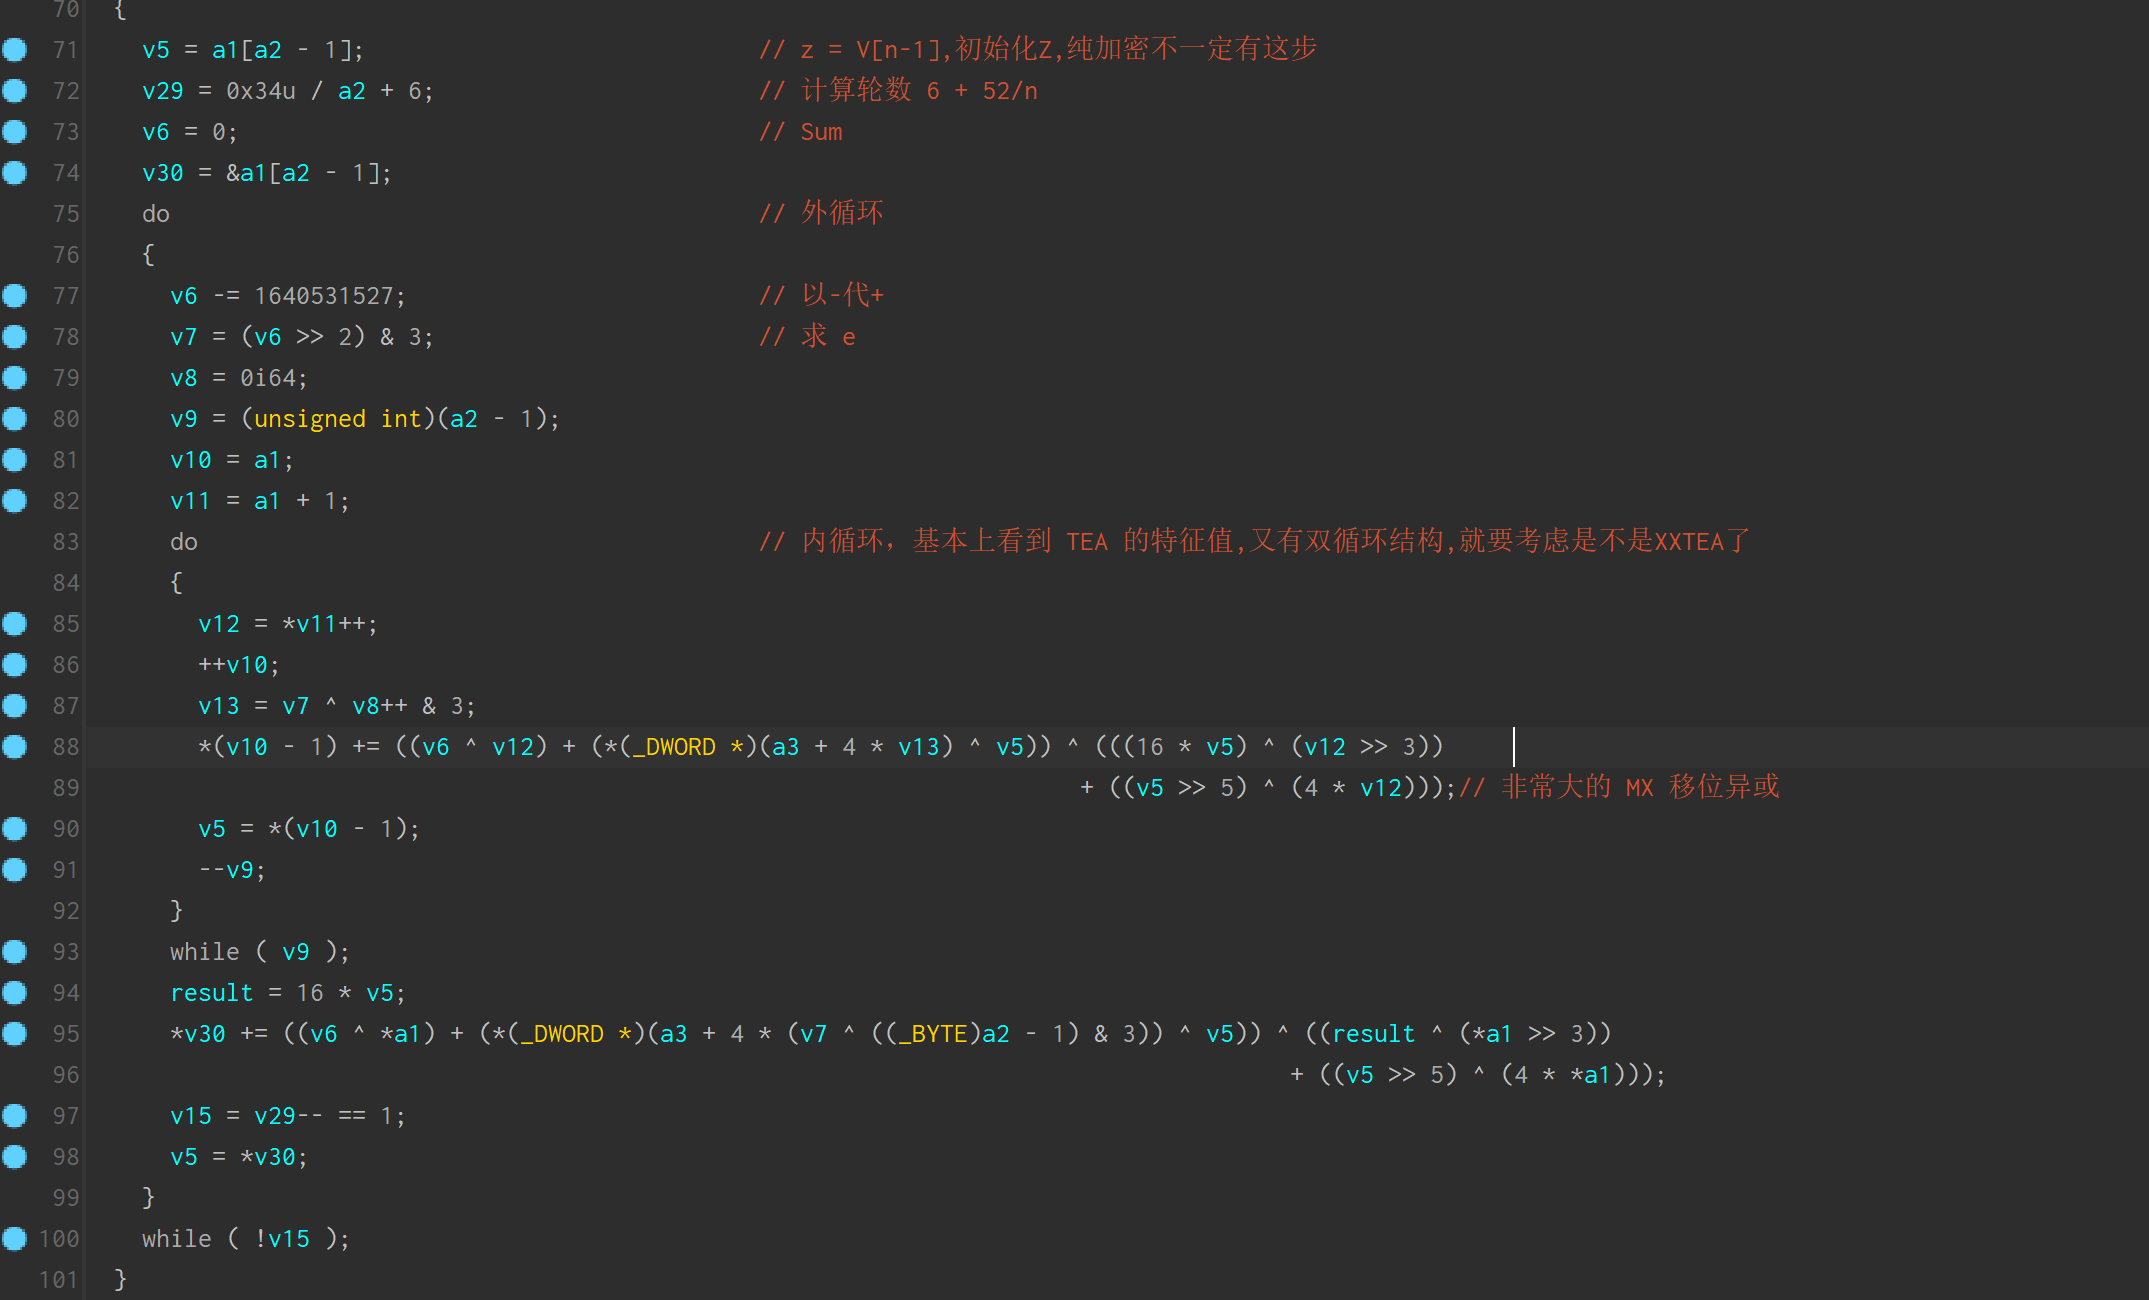 70 {
71 v5 = a1[a2 - 1]; // z = V[n-1],初始化Z,纯加密不一定有这步
72 v29 = 0x34u / a2 + 6; // 计算轮数 6 + 52/n
73 v6 = 0; // Sum
74 v30 = &a1[a2 - 1];
75 do // 外循环
76 {
77 v6 -= 1640531527; // 以-代+
78 v7 = (v6 >> 2) & 3; // 求 e
79 v8 = 0i64;
80 v9 = (unsigned int)(a2 - 1);
81 v10 = a1;
82 v11 = a1 + 1;
83 do // 内循环，基本上看到 TEA 的特征值,又有双循环结构,就要考虑是不是XXTEA了
84 {
85 v12 = *v11++;
86 ++v10;
87 v13 = v7 ^ v8++ & 3;
88 *(v10 - 1) += ((v6 ^ v12) + (*(_DWORD *)(a3 + 4 * v13) ^ v5)) ^ (((16 * v5) ^ (v12 >> 3))
89 + ((v5 >> 5) ^ (4 * v12)));// 非常大的 MX 移位异或
90 v5 = *(v10 - 1);
91 --v9;
92 }
93 while ( v9 );
94 result = 16 * v5;
95 *v30 += ((v6 ^ *a1) + (*(_DWORD *)(a3 + 4 * (v7 ^ ((_BYTE)a2 - 1) & 3)) ^ v5)) ^ ((result ^ (*a1 >> 3))
96 + ((v5 >> 5) ^ (4 * *a1)));
97 v15 = v29-- == 1;
98 v5 = *v30;
99 }
100 while ( !v15 );
101 }